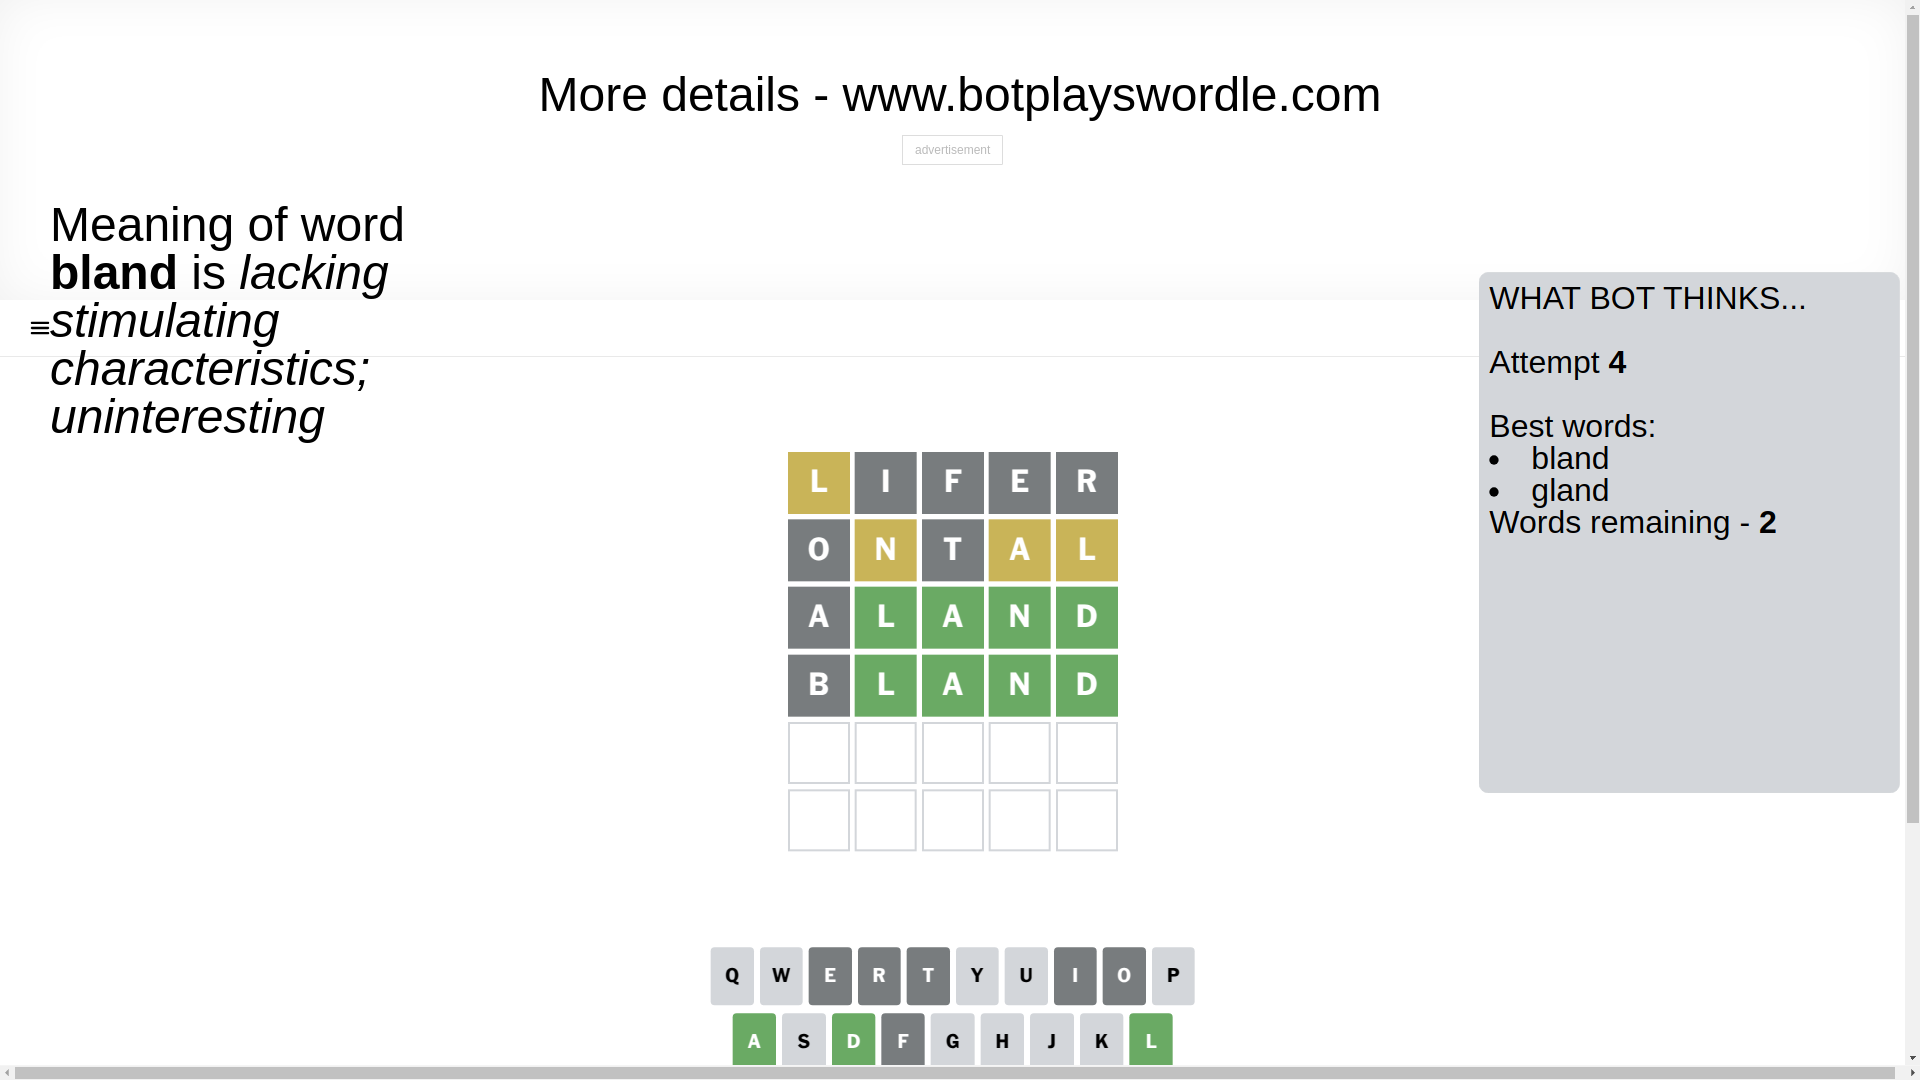 More details - www.botplayswordle.com
advertisement
Meaning of word
bland is lacking
stimulating
characteristics;
uninteresting
WHAT BOT THINKS...
Attempt 4
Best words:
• bland
• gland
Words remaining - 2
L I F E R
O N T A L
A L A N D
B L A N D
Q W E R T Y U I O P
A S D F G H J K L